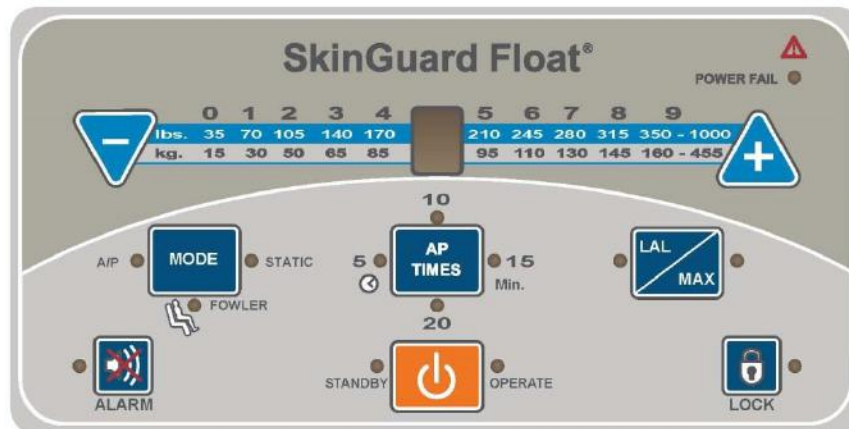 SkinGuard Float®
POWER FAIL
0 1 2 3 4 5 6 7 8 9
lbs. 35 70 105 140 170 210 245 280 315 350 - 1000
kg. 15 30 50 65 85 95 110 130 145 160 - 455
10
A/P MODE STATIC
5 AP TIMES 15
Min.
LAL MAX
FOWLER
20
STANDBY OPERATE
ALARM
LOCK